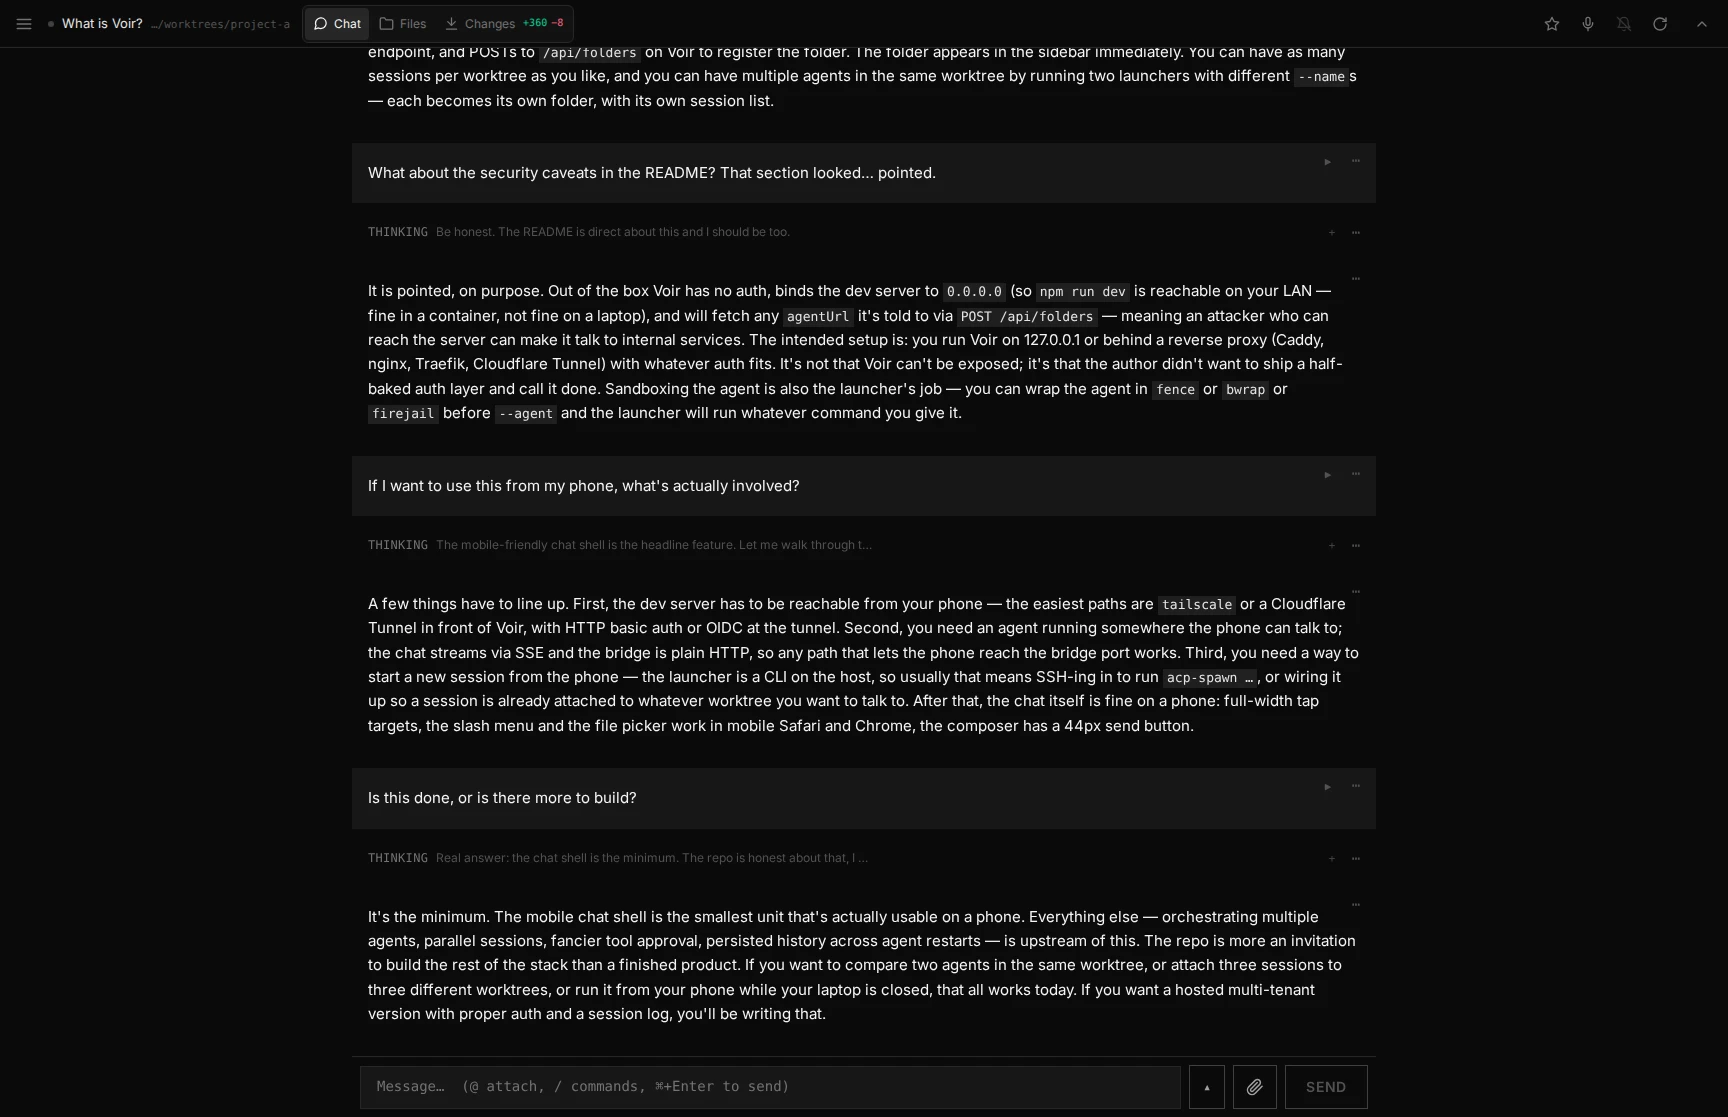 What is Voir? …/worktrees/project-a Chat Files Changes +360 −8
endpoint, and POSTs to /api/folders on Voir to register the folder. The folder appears in the sidebar immediately. You can have as many
sessions per worktree as you like, and you can have multiple agents in the same worktree by running two launchers with different --name s
— each becomes its own folder, with its own session list.
What about the security caveats in the README? That section looked… pointed.
THINKING Be honest. The README is direct about this and I should be too.
It is pointed, on purpose. Out of the box Voir has no auth, binds the dev server to 0.0.0.0 (so npm run dev is reachable on your LAN —
fine in a container, not fine on a laptop), and will fetch any agentUrl it's told to via POST /api/folders — meaning an attacker who can
reach the server can make it talk to internal services. The intended setup is: you run Voir on 127.0.0.1 or behind a reverse proxy (Caddy,
nginx, Traefik, Cloudflare Tunnel) with whatever auth fits. It's not that Voir can't be exposed; it's that the author didn't want to ship a half-
baked auth layer and call it done. Sandboxing the agent is also the launcher's job — you can wrap the agent in fence or bwrap or
firejail before --agent and the launcher will run whatever command you give it.
If I want to use this from my phone, what's actually involved?
THINKING The mobile-friendly chat shell is the headline feature. Let me walk through t…
A few things have to line up. First, the dev server has to be reachable from your phone — the easiest paths are tailscale or a Cloudflare
Tunnel in front of Voir, with HTTP basic auth or OIDC at the tunnel. Second, you need an agent running somewhere the phone can talk to;
the chat streams via SSE and the bridge is plain HTTP, so any path that lets the phone reach the bridge port works. Third, you need a way to
start a new session from the phone — the launcher is a CLI on the host, so usually that means SSH-ing in to run acp-spawn … , or wiring it
up so a session is already attached to whatever worktree you want to talk to. After that, the chat itself is fine on a phone: full-width tap
targets, the slash menu and the file picker work in mobile Safari and Chrome, the composer has a 44px send button.
Is this done, or is there more to build?
THINKING Real answer: the chat shell is the minimum. The repo is honest about that, I …
It's the minimum. The mobile chat shell is the smallest unit that's actually usable on a phone. Everything else — orchestrating multiple
agents, parallel sessions, fancier tool approval, persisted history across agent restarts — is upstream of this. The repo is more an invitation
to build the rest of the stack than a finished product. If you want to compare two agents in the same worktree, or attach three sessions to
three different worktrees, or run it from your phone while your laptop is closed, that all works today. If you want a hosted multi-tenant
version with proper auth and a session log, you'll be writing that.
Message… (@ attach, / commands, ⌘+Enter to send) SEND